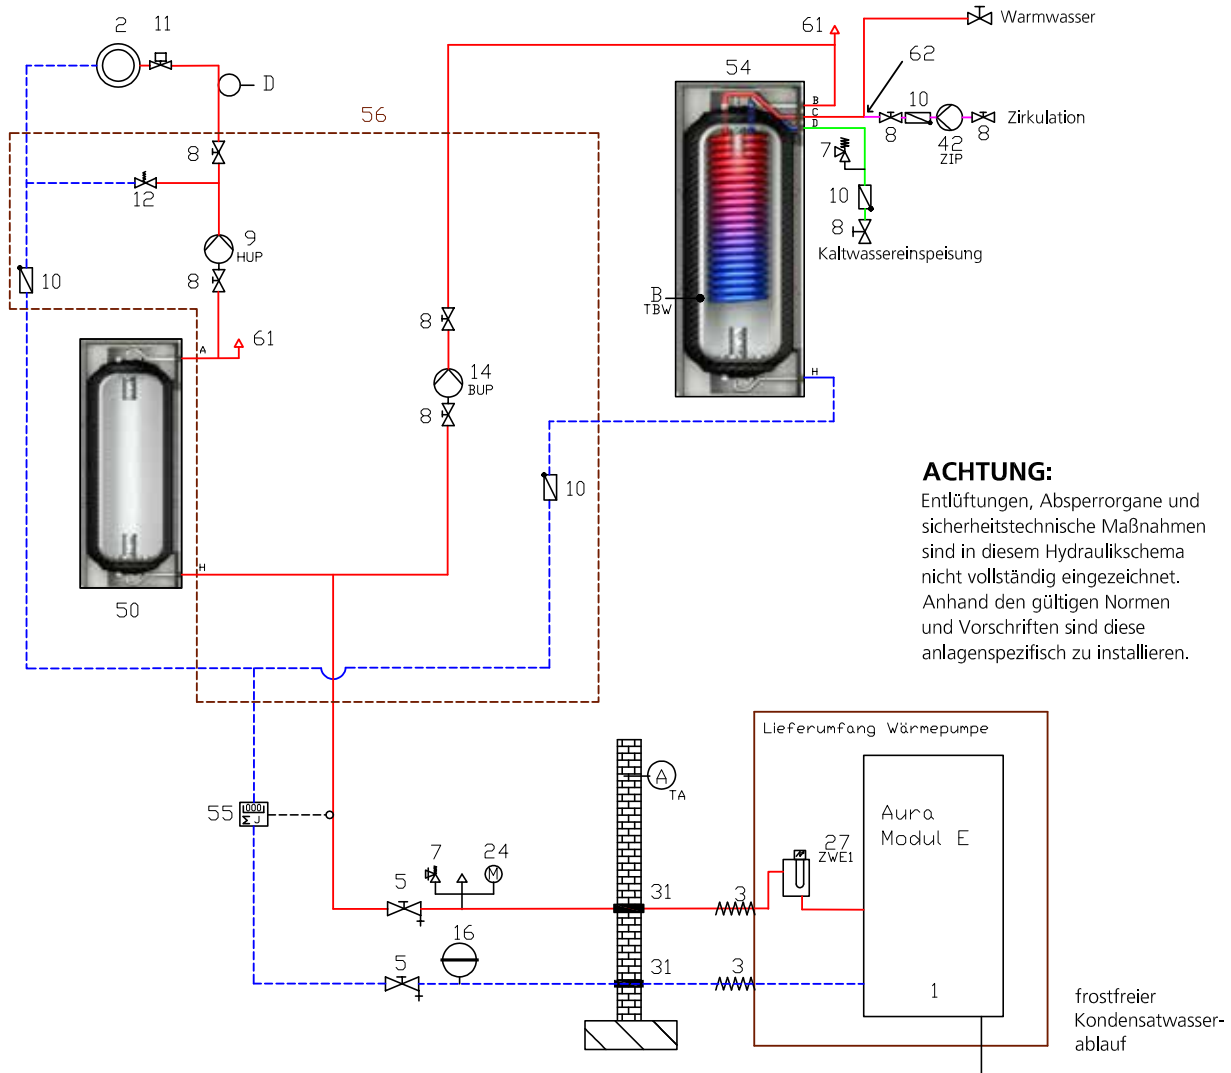 2
11
61
Warmwasser
62
54
D
56
B
C
D
10
8
8
Zirkulation
42
ZIP
8
7
12
10
8
9
HUP
Kaltwassereinspeisung
10
8
B
TBW
8
A
61
14
BUP
H
8
ACHTUNG:
Entlüftungen, Absperrorgane und
sicherheitstechnische Maßnahmen
sind in diesem Hydraulikschema
nicht vollständig eingezeichnet.
Anhand den gültigen Normen
und Vorschriften sind diese
anlagenspezifisch zu installieren.
10
H
50
Lieferumfang Wärmepumpe
A
TA
55
000
Σ J
Aura
Modul E
27
ZWE1
7
24
M
5
31
3
16
5
31
3
1
frostfreier
Kondensatwasser-
ablauf